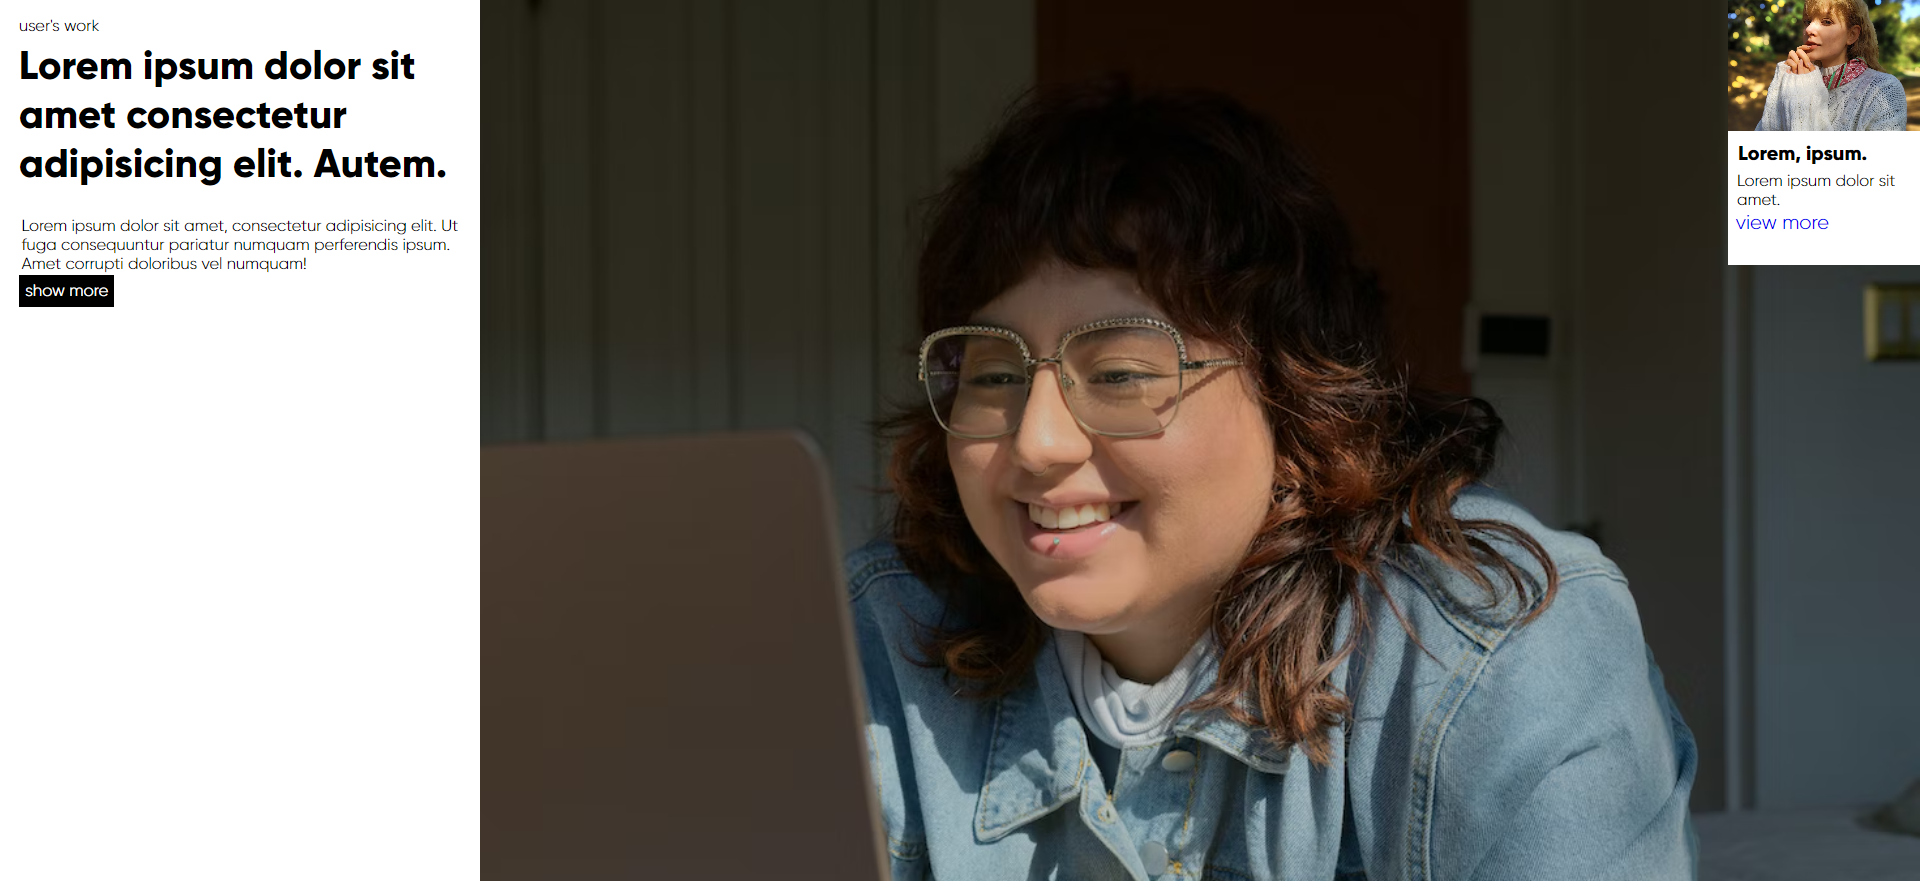 user's work
Lorem ipsum dolor sit
amet consectetur
adipisicing elit. Autem.
Lorem ipsum dolor sit amet, consectetur adipisicing elit. Ut
fuga consequuntur pariatur numquam perferendis ipsum.
Amet corrupti doloribus vel numquam!
show more
Lorem, ipsum.
Lorem ipsum dolor sit
amet.
view more